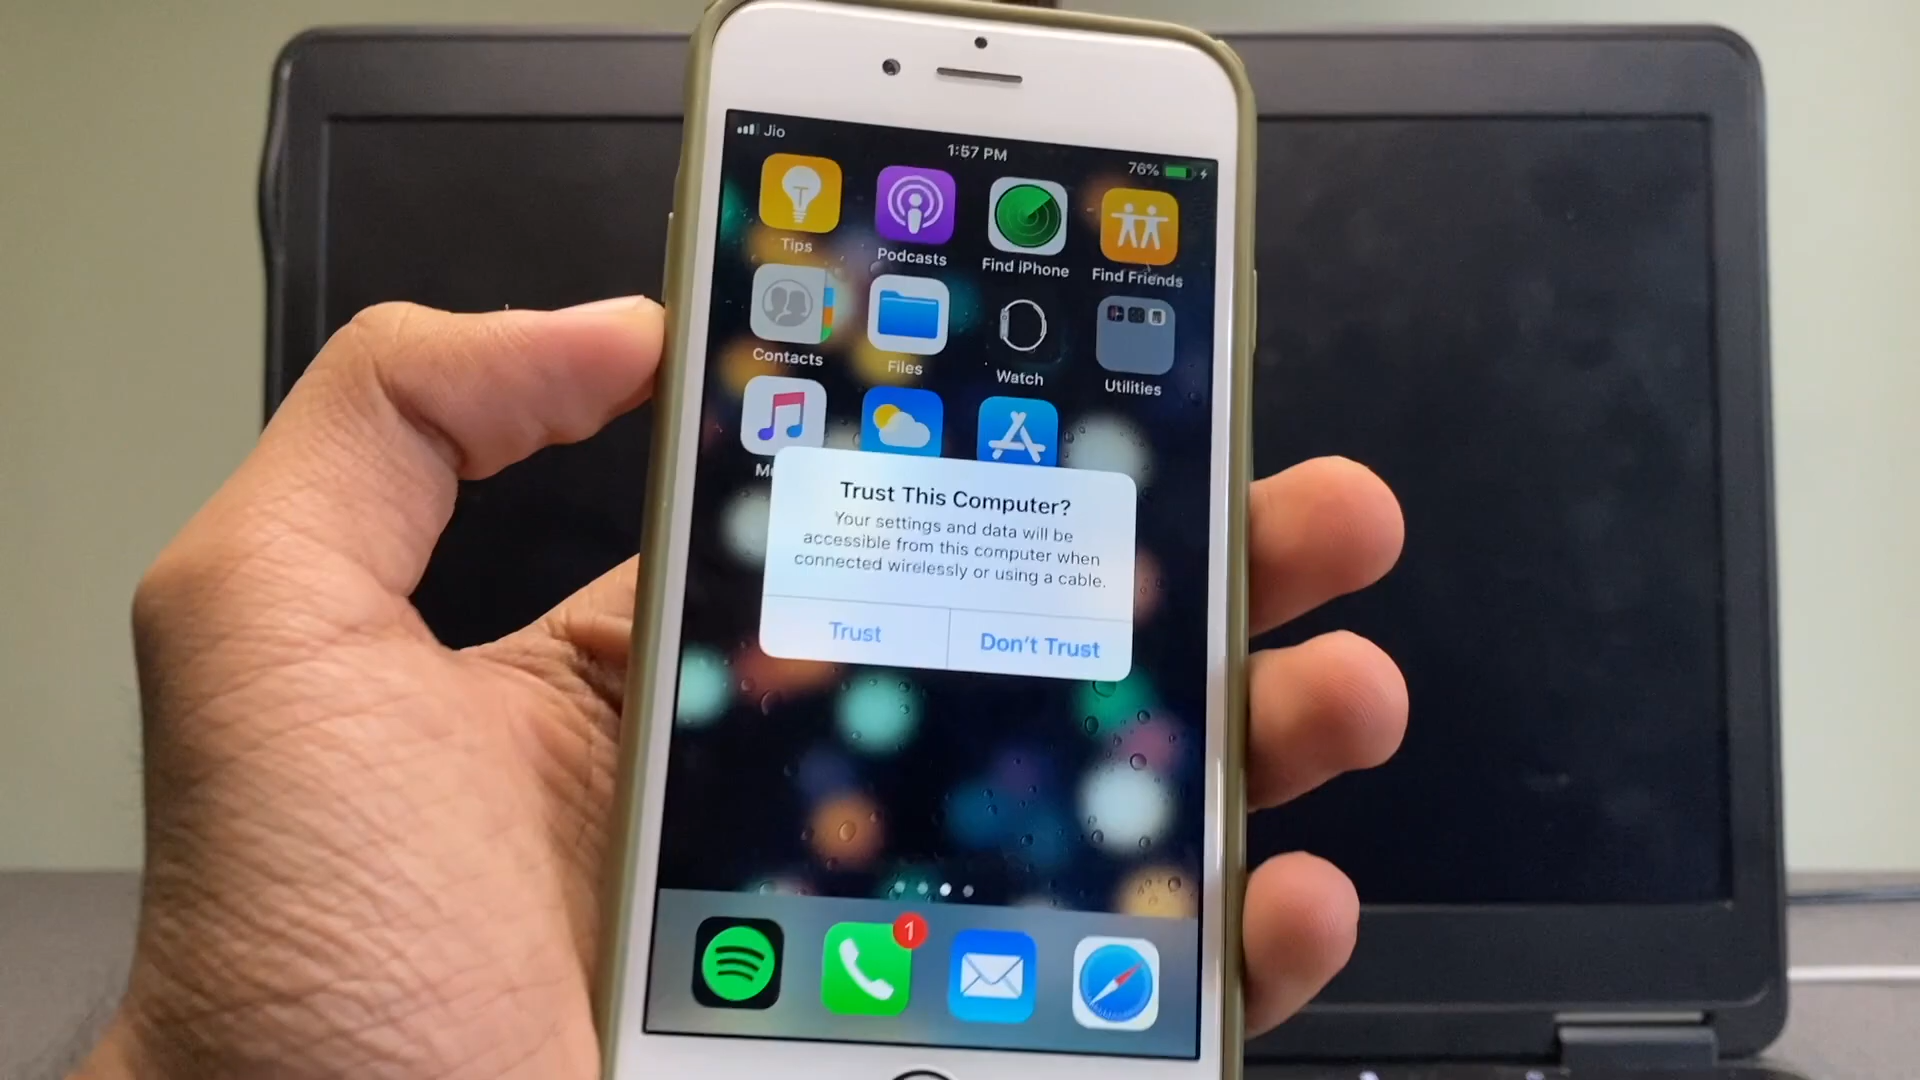 Jio
1:57 PM
76%
Tips
Podcasts
Find iPhone
Find Friends
Contacts
Files
Watch
Utilities
Mu
Trust This Computer?
Your settings and data will be
accessible from this computer when
connected wirelessly or using a cable.
Trust
Don't Trust
1